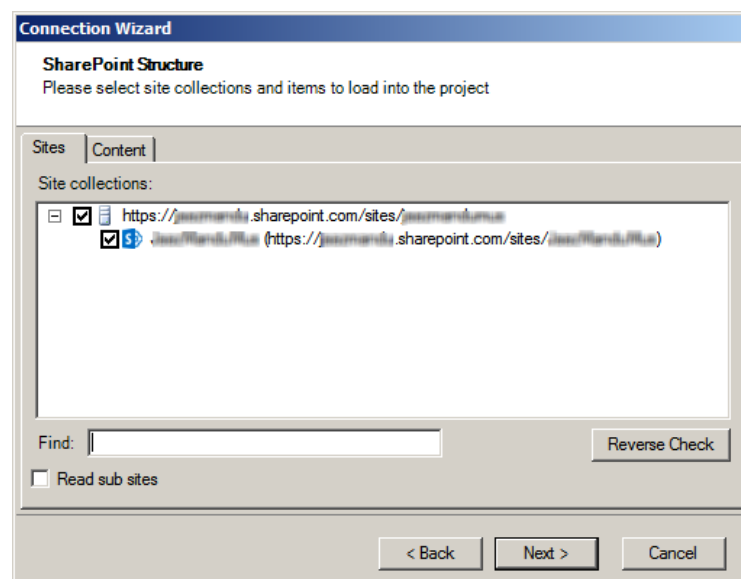 Connection Wizard
SharePoint Structure
Please select site collections and items to load into the project
Sites Content
Site collections:
https:// .sharepoint.com/sites/
(https:// .sharepoint.com/sites/ )
Find: Reverse Check
Read sub sites
< Back Next > Cancel